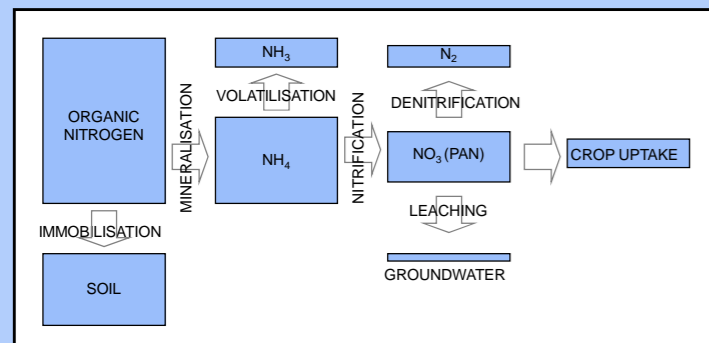 NH₃
N₂
VOLATILISATION
DENITRIFICATION
ORGANIC
NITROGEN
MINERALISATION
NH₄
NITRIFICATION
NO₃ (PAN)
CROP UPTAKE
LEACHING
IMMOBILISATION
SOIL
GROUNDWATER